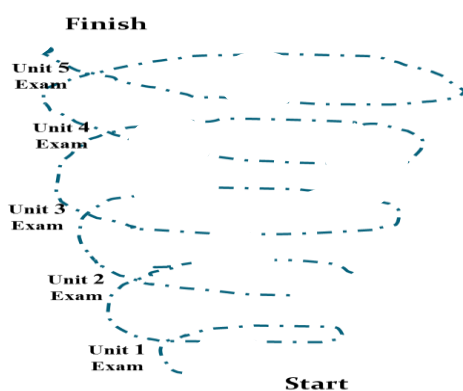 Finish
Unit 5
Exam
Unit 4
Exam
Unit 3
Exam
Unit 2
Exam
Unit 1
Exam
Start